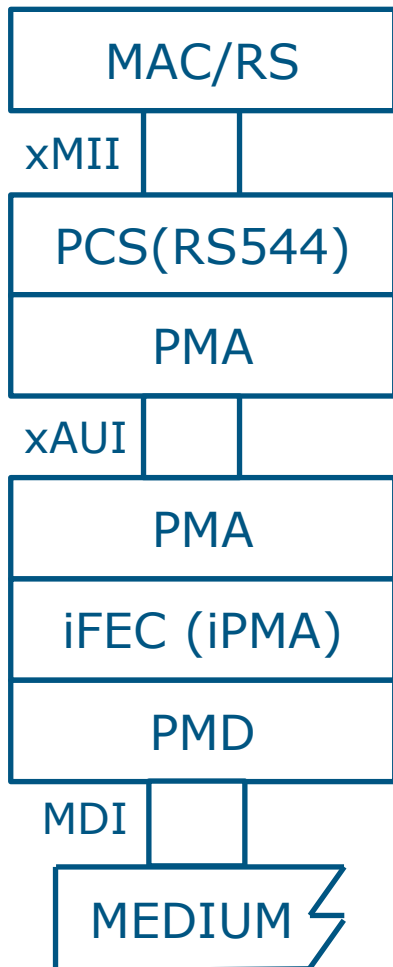 MAC/RS
xMII
PCS(RS544)
PMA
xAUI
PMA
iFEC (iPMA)
PMD
MDI
MEDIUM